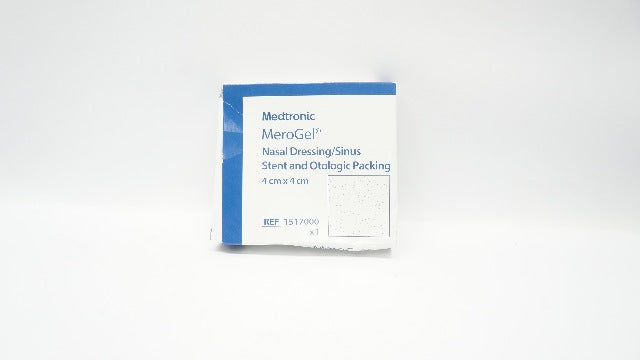 Medtronic
MeroGel®
Nasal Dressing/Sinus
Stent and Otologic Packing
4 cm x 4 cm
REF 1517000
x1